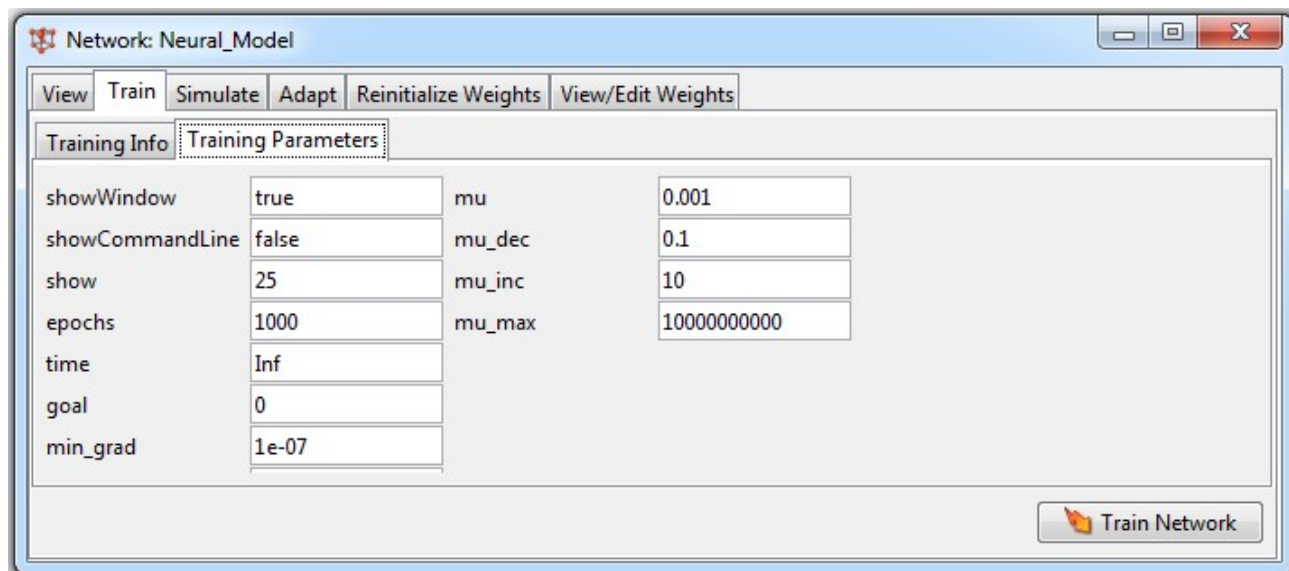 Network: Neural_Model
View Train Simulate Adapt Reinitialize Weights View/Edit Weights
Training Info Training Parameters
showWindow true mu 0.001
showCommandLine false mu_dec 0.1
show 25 mu_inc 10
epochs 1000 mu_max 10000000000
time Inf
goal 0
min_grad 1e-07
Train Network